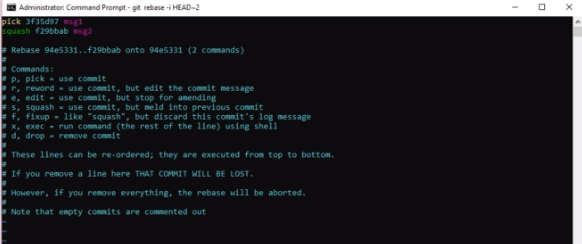 Administrator: Command Prompt - git rebase -i HEAD~2
pick 3f35d97 msg1
squash f29bbab msg2
# Rebase 94e5331..f29bbab onto 94e5331 (2 commands)
#
# Commands:
# p, pick = use commit
# r, reword = use commit, but edit the commit message
# e, edit = use commit, but stop for amending
# s, squash = use commit, but meld into previous commit
# f, fixup = like "squash", but discard this commit's log message
# x, exec = run command (the rest of the line) using shell
# d, drop = remove commit
#
# These lines can be re-ordered; they are executed from top to bottom.
#
# If you remove a line here THAT COMMIT WILL BE LOST.
#
# However, if you remove everything, the rebase will be aborted.
#
# Note that empty commits are commented out
~
~
~